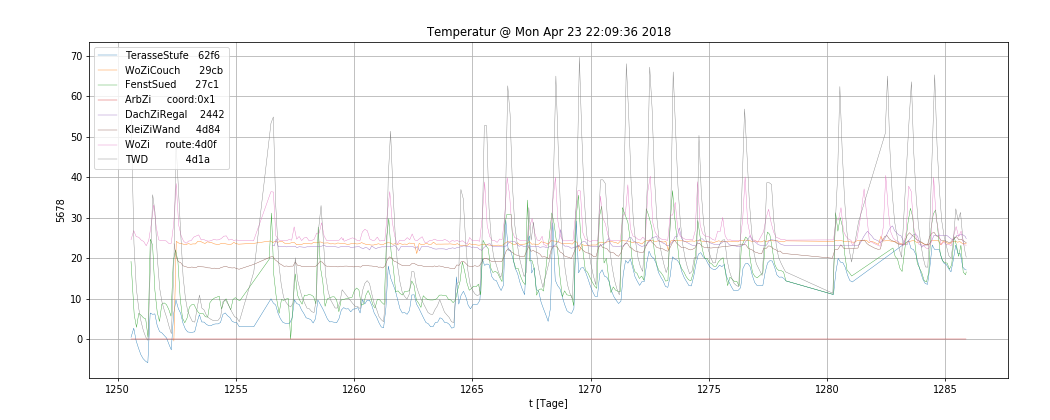 Temperatur @ Mon Apr 23 22:09:36 2018
70
60
50
40
30
20
10
0
5678
TerasseStufe 62f6
WoZiCouch 29cb
FenstSued 27c1
ArbZi coord:0x1
DachZiRegal 2442
KleiZiWand 4d84
WoZi route:4d0f
TWD 4d1a
1250 1255 1260 1265 1270 1275 1280 1285
t [Tage]